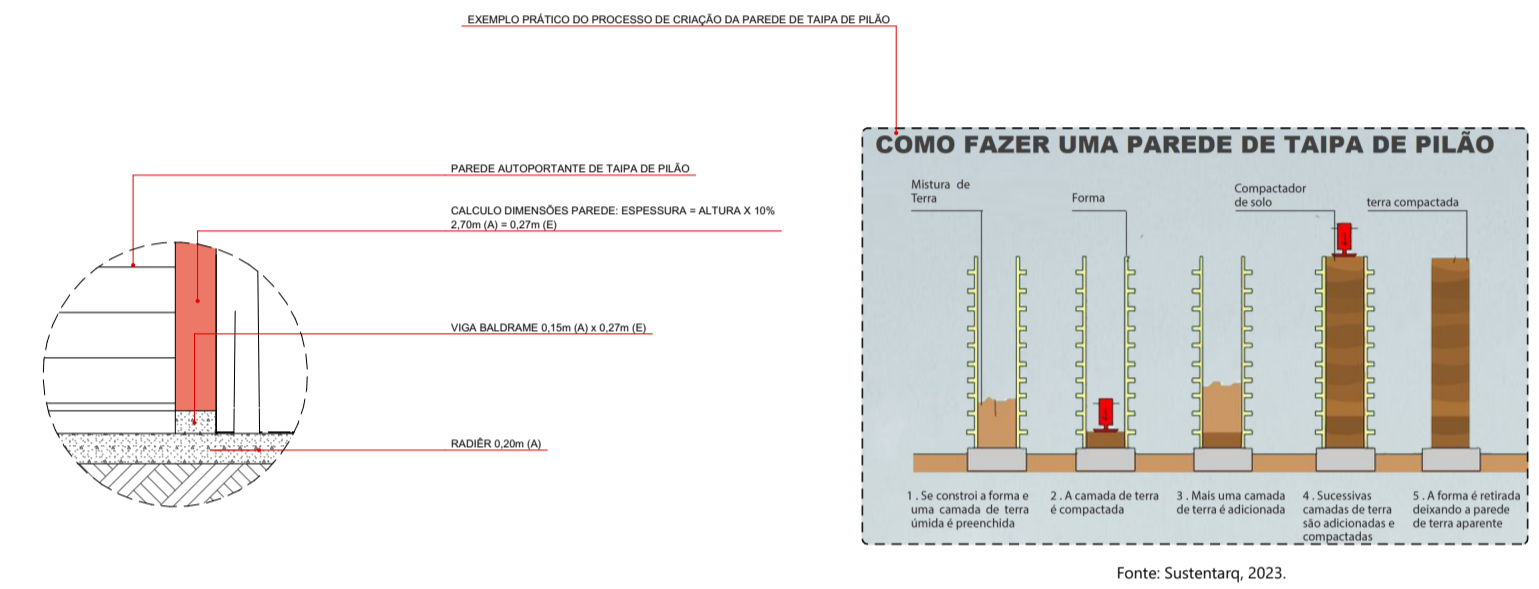 EXEMPLO PRÁTICO DO PROCESSO DE CRIAÇÃO DA PAREDE DE TAIPA DE PILÃO
PAREDE AUTOPORTANTE DE TAIPA DE PILÃO
CALCULO DIMENSÕES PAREDE: ESPESSURA = ALTURA X 10%
2,70m (A) = 0,27m (E)
VIGA BALDRAME 0,15m (A) x 0,27m (E)
RADIÊR 0,20m (A)
COMO FAZER UMA PAREDE DE TAIPA DE PILÃO
Mistura de
Terra
Forma
Compactador
de solo
terra compactada
1 . Se constroi a forma e
uma camada de terra
úmida é preenchida
2 . A camada de terra
é compactada
3 . Mais uma camada
de terra é adicionada
4 . Sucessivas
camadas de terra
são adicionadas e
compactadas
5 . A forma é retirada
deixando a parede
de terra aparente
Fonte: Sustentarq, 2023.